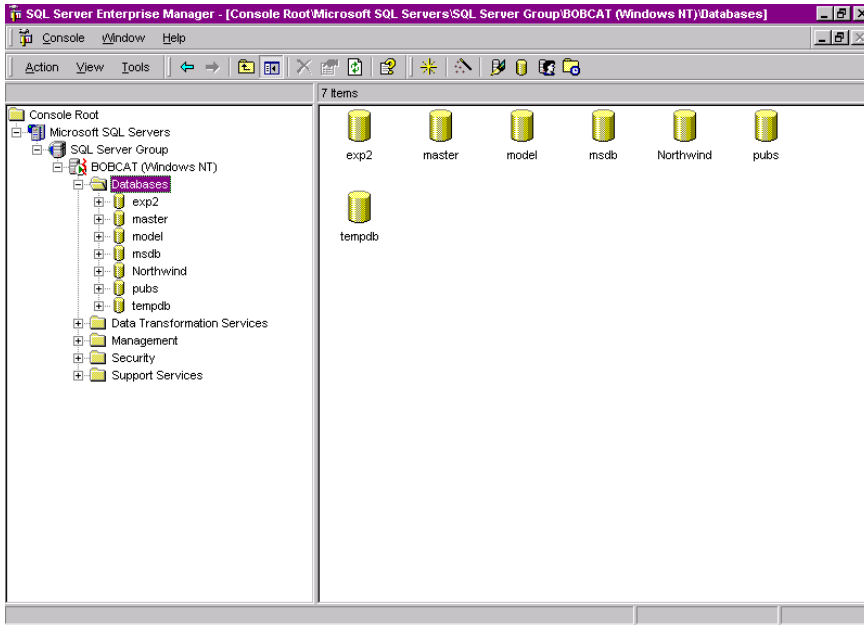 SQL Server Enterprise Manager - [Console Root\Microsoft SQL Servers\SQL Server Group\BOBCAT (Windows NT)\Databases]
Console Window Help
Action View Tools
7 Items
Console Root
Microsoft SQL Servers
SQL Server Group
BOBCAT (Windows NT)
Databases
exp2
master
model
msdb
Northwind
pubs
tempdb
Data Transformation Services
Management
Security
Support Services
exp2 master model msdb Northwind pubs
tempdb